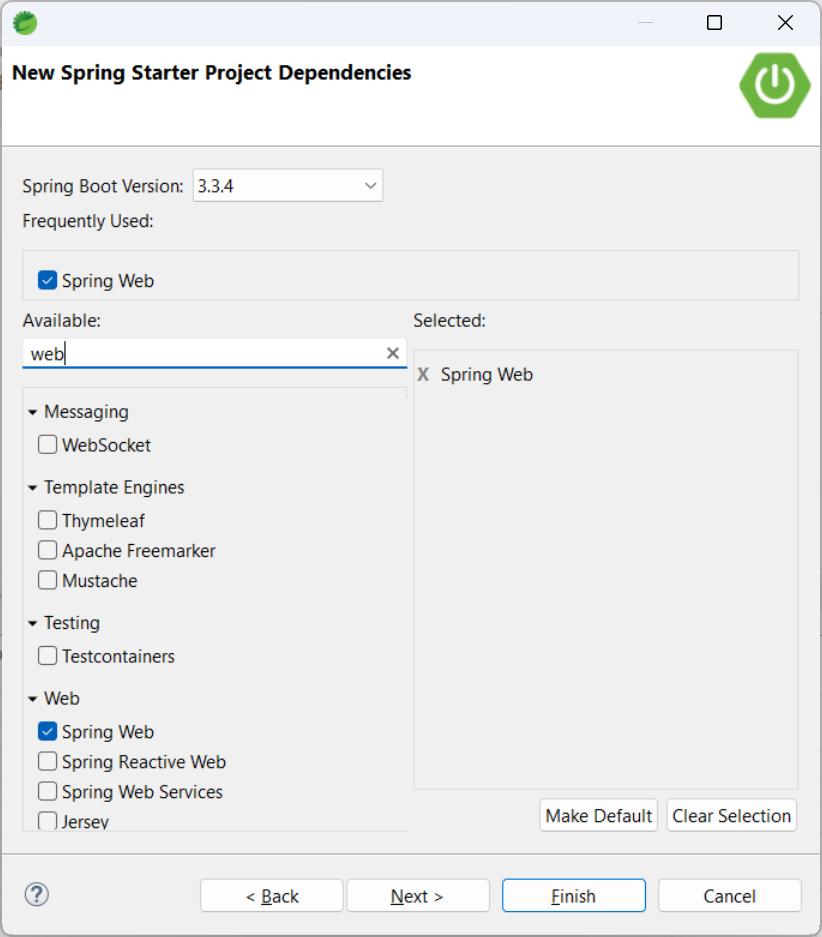 New Spring Starter Project Dependencies
Spring Boot Version: 3.3.4
Frequently Used:
Spring Web
Available:
Selected:
web
X Spring Web
Messaging
WebSocket
Template Engines
Thymeleaf
Apache Freemarker
Mustache
Testing
Testcontainers
Web
Spring Web
Spring Reactive Web
Spring Web Services
Jersey
Make Default Clear Selection
? < Back Next > Finish Cancel